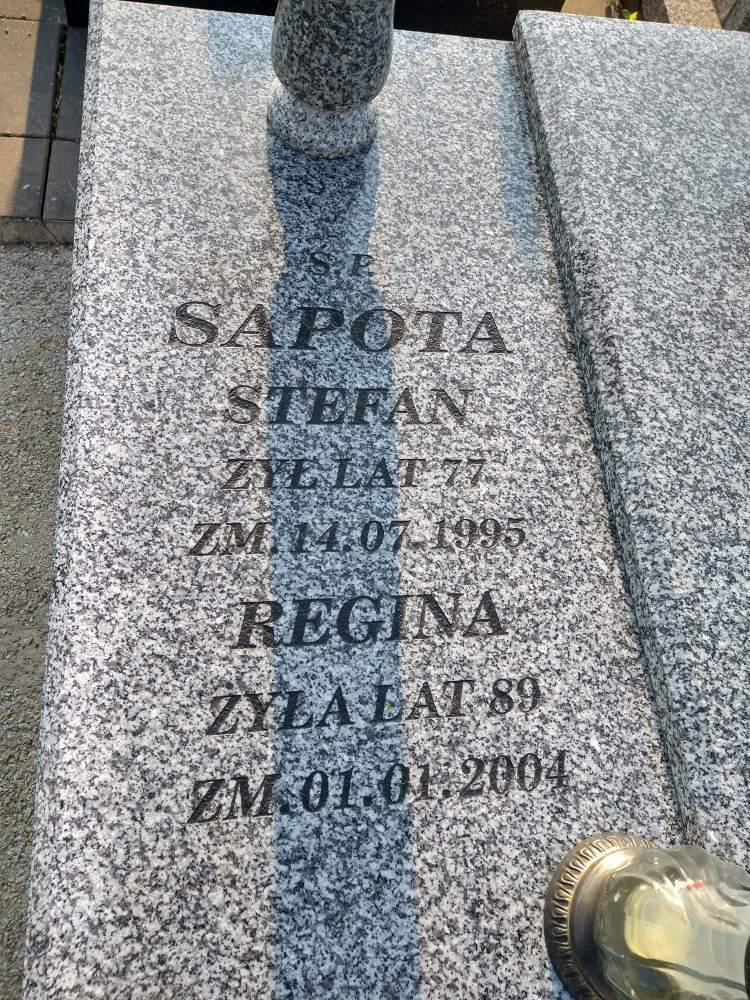 S.P.
SAPOTA
STEFAN
ŻYŁ LAT 77
ZM. 14.07.1995
REGINA
ŻYŁA LAT 89
ZM. 01.01.2004